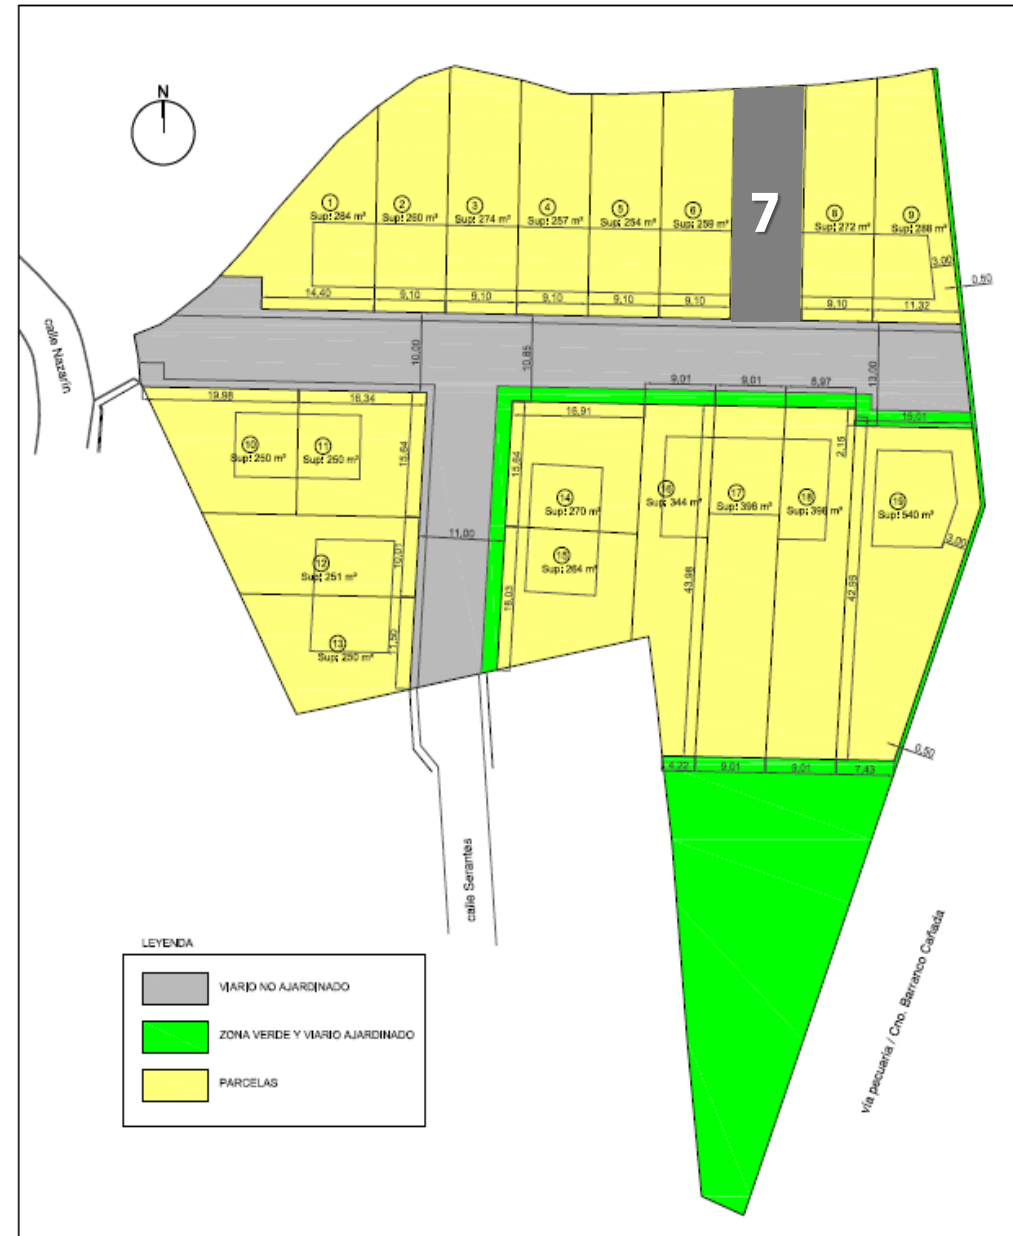 N
1
Sup: 284 m²
2
Sup: 260 m²
3
Sup: 274 m²
4
Sup: 257 m²
5
Sup: 254 m²
6
Sup: 259 m²
7
8
Sup: 272 m²
9
Sup: 288 m²
3,00
0,50
14,40
9,10
9,10
9,10
9,10
9,10
9,10
11,32
calle Nazarín
10,00
10,85
13,00
9,01
9,01
8,97
19,98
16,34
16,91
15,01
15,64
15,64
2,15
10
Sup: 250 m²
11
Sup: 250 m²
14
Sup: 270 m²
16
Sup: 344 m²
17
Sup: 396 m²
18
Sup: 396 m²
19
Sup: 540 m²
11,00
3,00
12
Sup: 251 m²
10,01
15
Sup: 264 m²
18,03
43,98
42,98
13
Sup: 250 m²
11,50
0,50
4,22
9,01
9,01
7,43
calle Serantes
vía pecuaria / Cno. Barranco Cañada
LEYENDA
VIARIO NO AJARDINADO
ZONA VERDE Y VIARIO AJARDINADO
PARCELAS